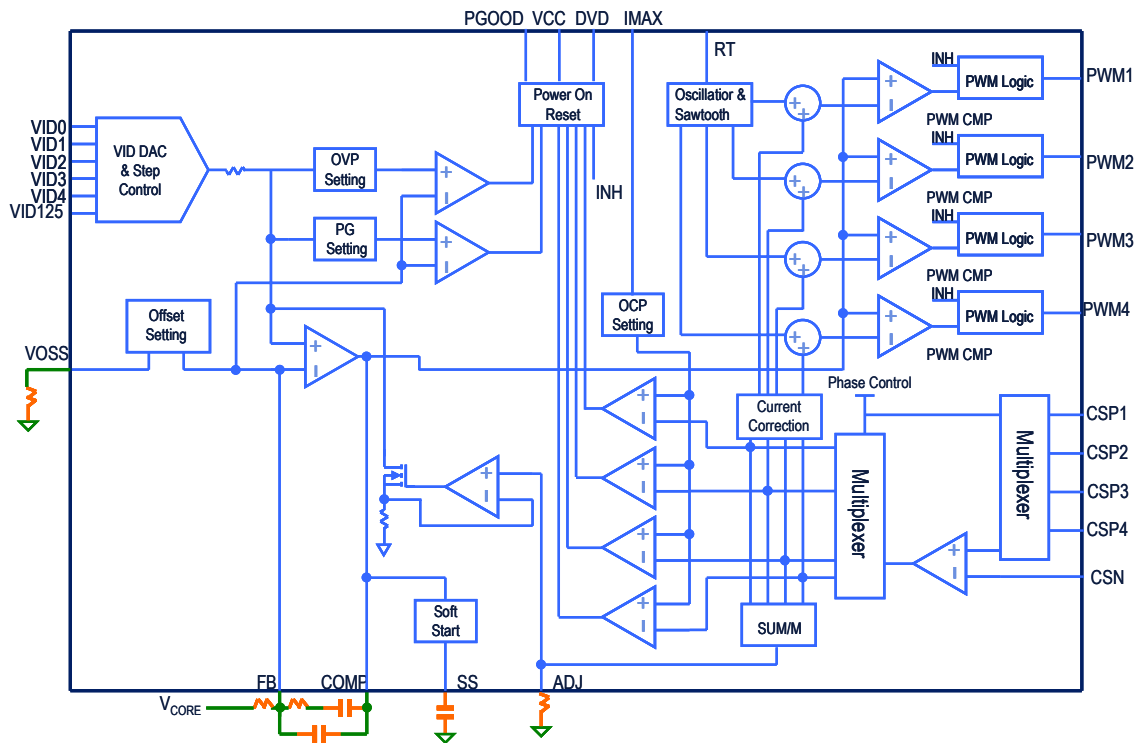 PGOOD VCC DVD IMAX
RT
INH
PWM Logic
PWM1
Power On
Reset
Oscillatior &
Sawtooth
PWM CMP
VID0
VID1
VID2
VID3
VID4
VID125
VID DAC
& Step
Control
OVP
Setting
INH
INH
PWM Logic
PWM2
PWM CMP
PG
Setting
INH
PWM Logic
PWM3
PWM CMP
Offset
Setting
OCP
Setting
INH
PWM Logic
PWM4
PWM CMP
VOSS
Phase Control
Current
Correction
Multiplexer
Multiplexer
CSP1
CSP2
CSP3
CSP4
CSN
Soft
Start
SUM/M
FB
COMP
SS
ADJ
VCORE